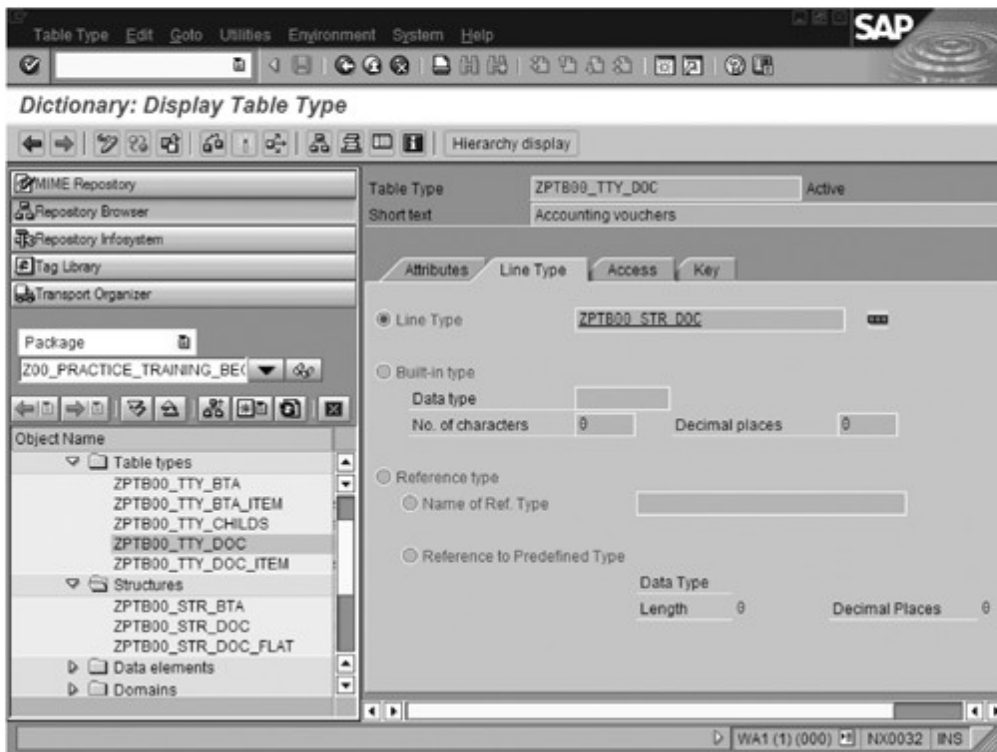 Table Type Edit Goto Utilities Environment System Help
SAP
Dictionary: Display Table Type
Hierarchy display
MIME Repository
Repository Browser
Repository Infosystem
Tag Library
Transport Organizer
Package
Z00_PRACTICE_TRAINING_BE(
Object Name
Table types
ZPTB00_TTY_BTA
ZPTB00_TTY_BTA_ITEM
ZPTB00_TTY_CHILDS
ZPTB00_TTY_DOC
ZPTB00_TTY_DOC_ITEM
Structures
ZPTB00_STR_BTA
ZPTB00_STR_DOC
ZPTB00_STR_DOC_FLAT
Data elements
Domains
Table Type ZPTB00_TTY_DOC Active
Short text Accounting vouchers
Attributes Line Type Access Key
Line Type ZPTB00_STR_DOC
Built-in type
Data type
No. of characters 0 Decimal places 0
Reference type
Name of Ref. Type
Reference to Predefined Type
Data Type
Length 0 Decimal Places 0
WA1 (1) (000) NX0032 INS